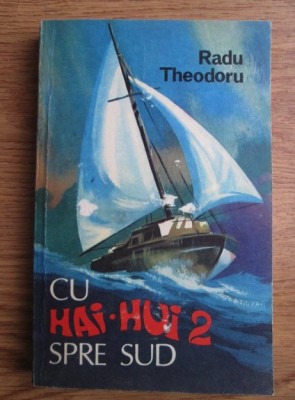 Radu
Theodoru
CU
HAI-HUI 2
SPRE SUD